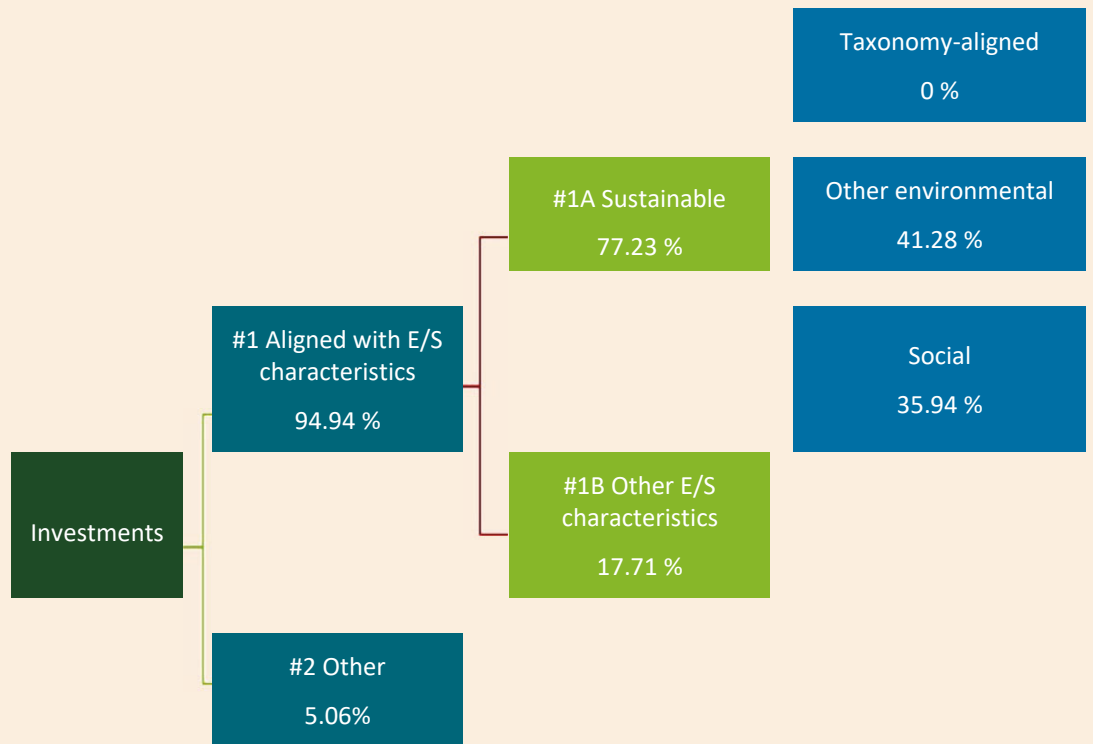 Investments
#1 Aligned with E/S
characteristics
94.94 %
#2 Other
5.06%
#1A Sustainable
77.23 %
#1B Other E/S
characteristics
17.71 %
Taxonomy-aligned
0 %
Other environmental
41.28 %
Social
35.94 %